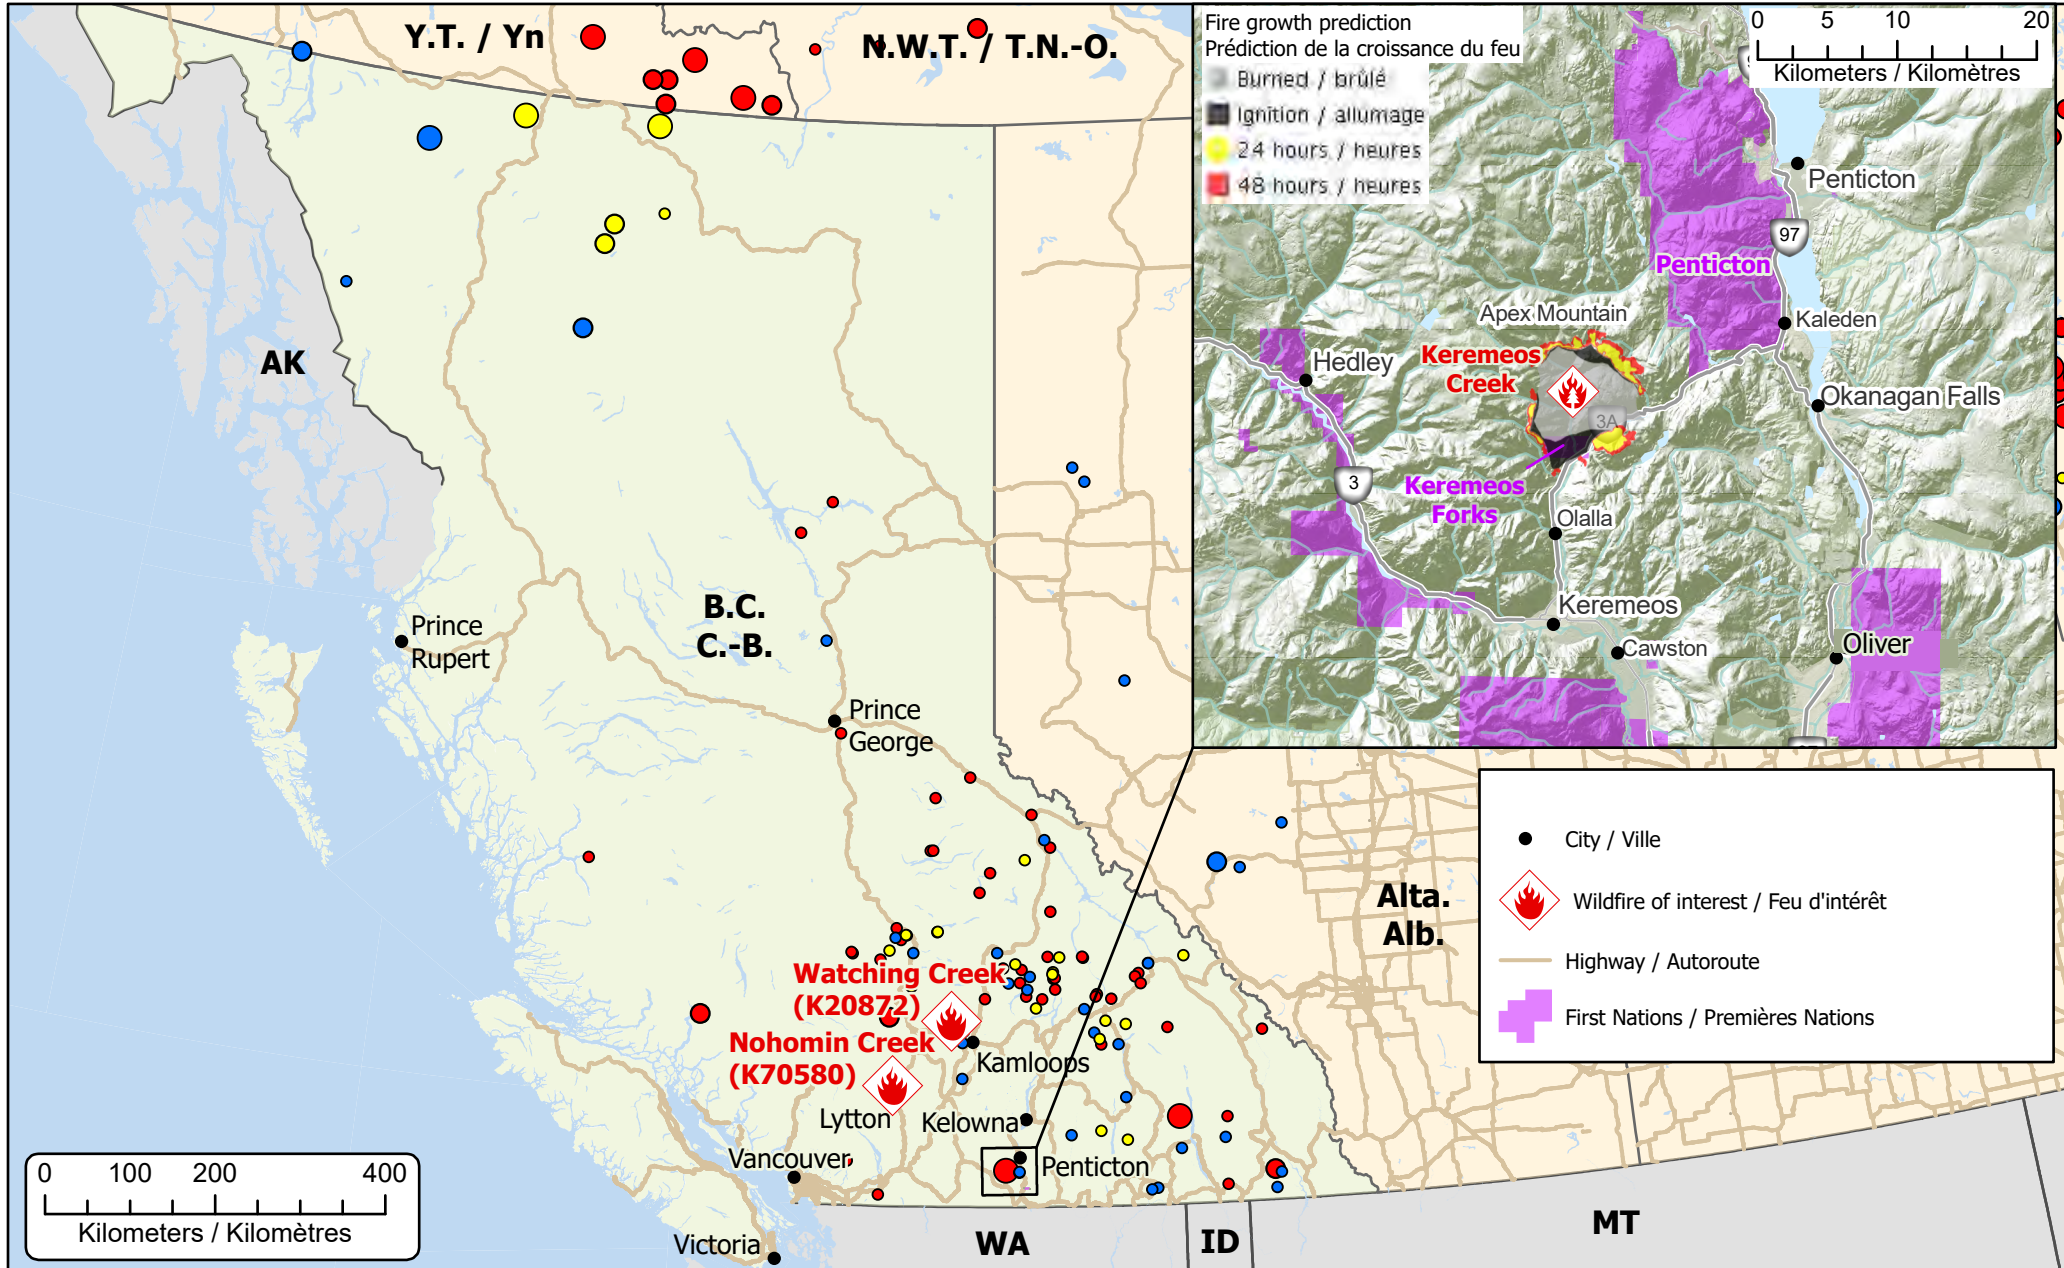 Y.T. / Yn
N.W.T. / T.N.-O.
AK
B.C.
C.-B.
Prince
Rupert
Prince
George
Alta.
Alb.
Watching Creek
(K20872)
Nohomin Creek
(K70580)
Kamloops
Lytton
Kelowna
Vancouver
Penticton
Victoria
WA
ID
MT
0 100 200 400
Kilometers / Kilomètres
Fire growth prediction
Prédiction de la croissance du feu
Burned / brûlé
Ignition / allumage
24 hours / heures
48 hours / heures
0 5 10 20
Kilometers / Kilomètres
Penticton
97
Penticton
Apex Mountain
Kaleden
Keremeos
Creek
Hedley
3A
Okanagan Falls
3
Keremeos
Forks
Olalla
Keremeos
Cawston
Oliver
City / Ville
Wildfire of interest / Feu d'intérêt
Highway / Autoroute
First Nations / Premières Nations